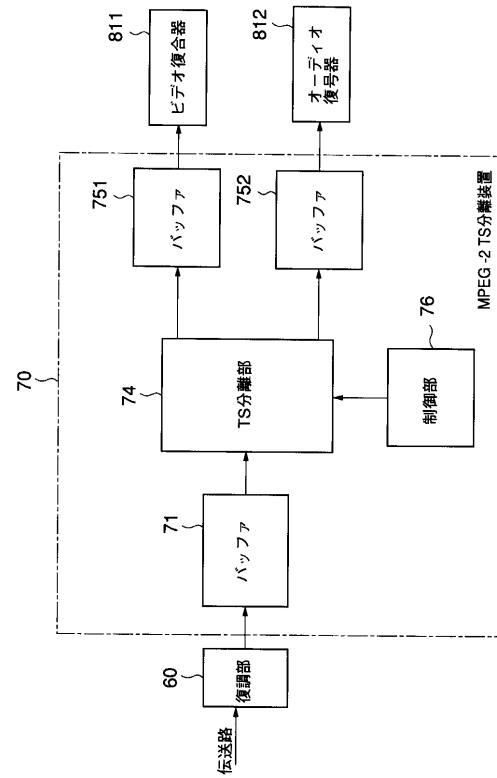 伝送路
60
復調部
70
71
バッファ
74
TS分離部
76
制御部
751
バッファ
752
バッファ
MPEG -2 TS分離装置
811
ビデオ復合器
812
オーディオ
復号器